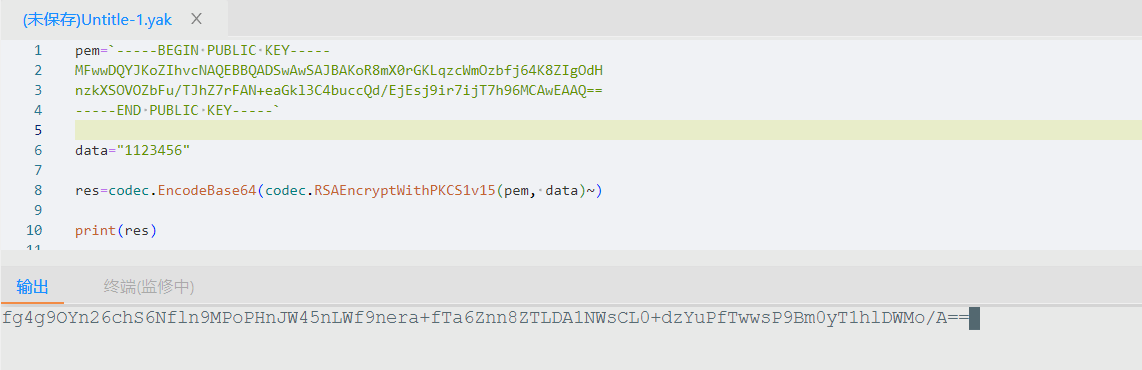 (未保存)Untitle-1.yak
1 pem=`-----BEGIN·PUBLIC·KEY-----
2 MFwwDQYJKoZIhvcNAQEBBQADSwAwSAJBAKoR8mX0rGKLqzcWmOzbfj64K8ZIgOdH
3 nzkXSOVOZbFu/TJhZ7rFAN+eaGkl3C4buccQd/EjEsj9ir7ijT7h96MCAwEAAQ==
4 -----END·PUBLIC·KEY-----`
5
6 data="1123456"
7
8 res=codec.EncodeBase64(codec.RSAEncryptWithPKCS1v15(pem,·data)~)
9
10 print(res)
11
输出 终端(监修中)
fg4g9OYn26chS6Nfln9MPoPHnJW45nLWf9nera+fTa6Znn8ZTLDA1NWsCL0+dzYuPfTwwsP9Bm0yT1hlDWMo/A==